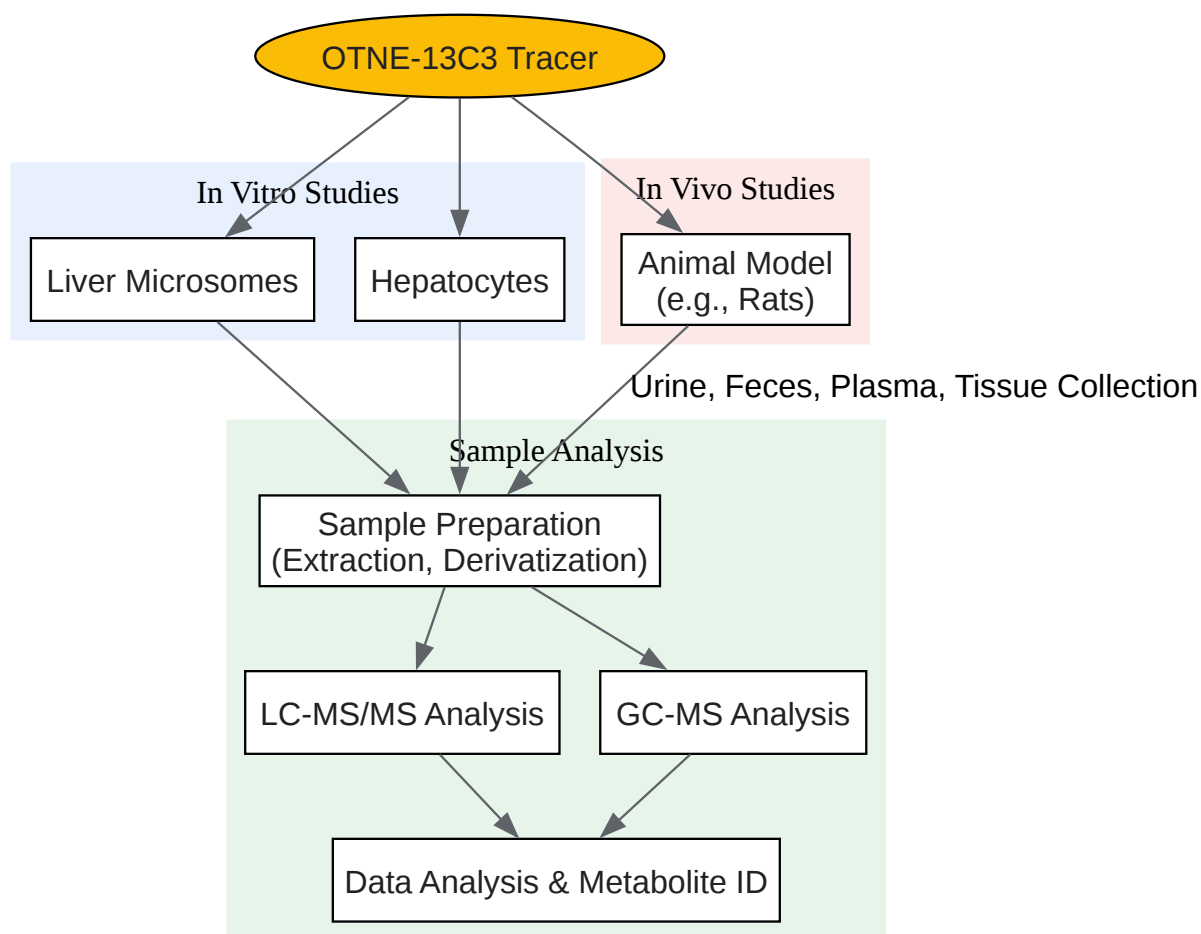 OTNE-13C3 Tracer
In Vitro Studies
In Vivo Studies
Liver Microsomes
Hepatocytes
Animal Model
(e.g., Rats)
Urine, Feces, Plasma, Tissue Collection
Sample Analysis
Sample Preparation
(Extraction, Derivatization)
LC-MS/MS Analysis
GC-MS Analysis
Data Analysis & Metabolite ID